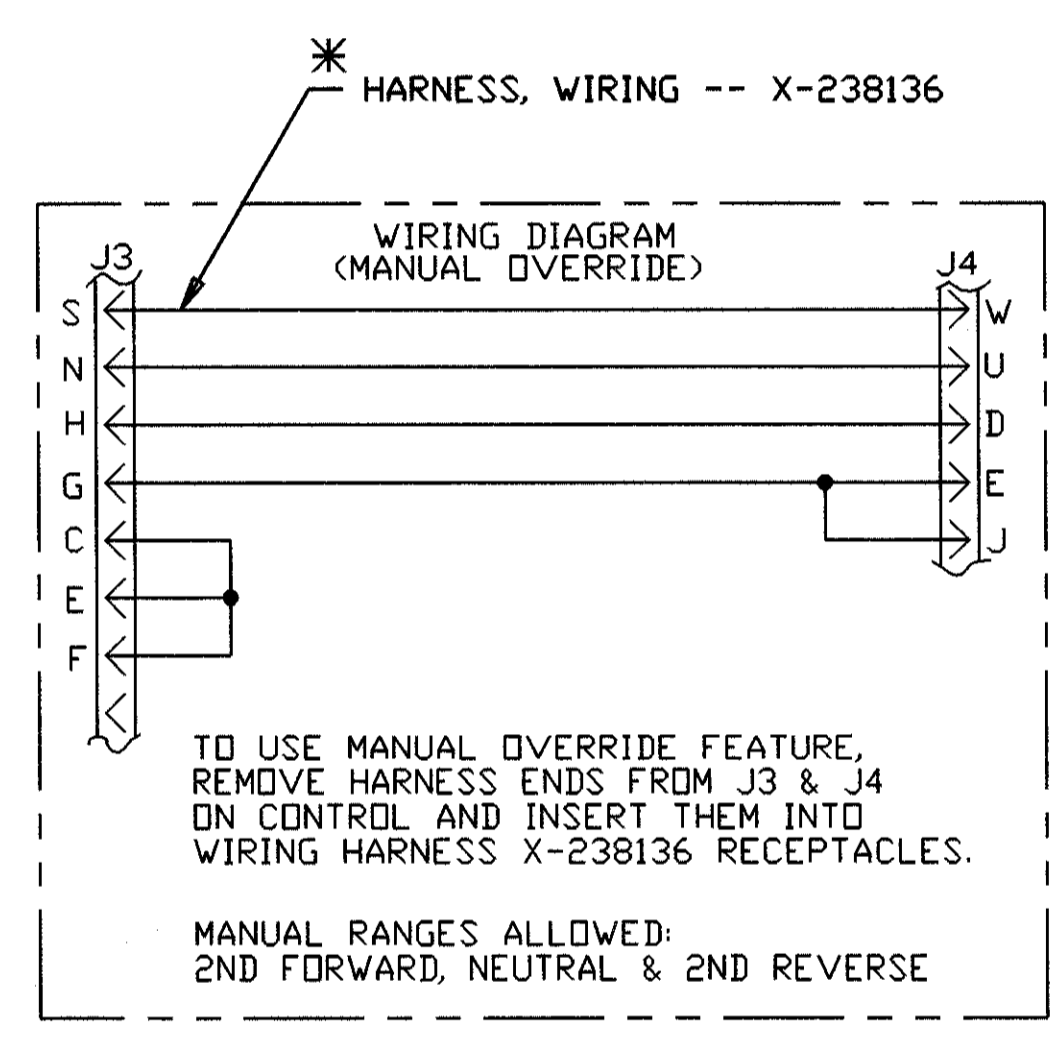 * HARNESS, WIRING -- X-238136
WIRING DIAGRAM
(MANUAL OVERRIDE)
J3
J4
S
W
N
U
H
D
G
E
C
J
E
F
TO USE MANUAL OVERRIDE FEATURE,
REMOVE HARNESS ENDS FROM J3 & J4
ON CONTROL AND INSERT THEM INTO
WIRING HARNESS X-238136 RECEPTACLES.
MANUAL RANGES ALLOWED:
2ND FORWARD, NEUTRAL & 2ND REVERSE